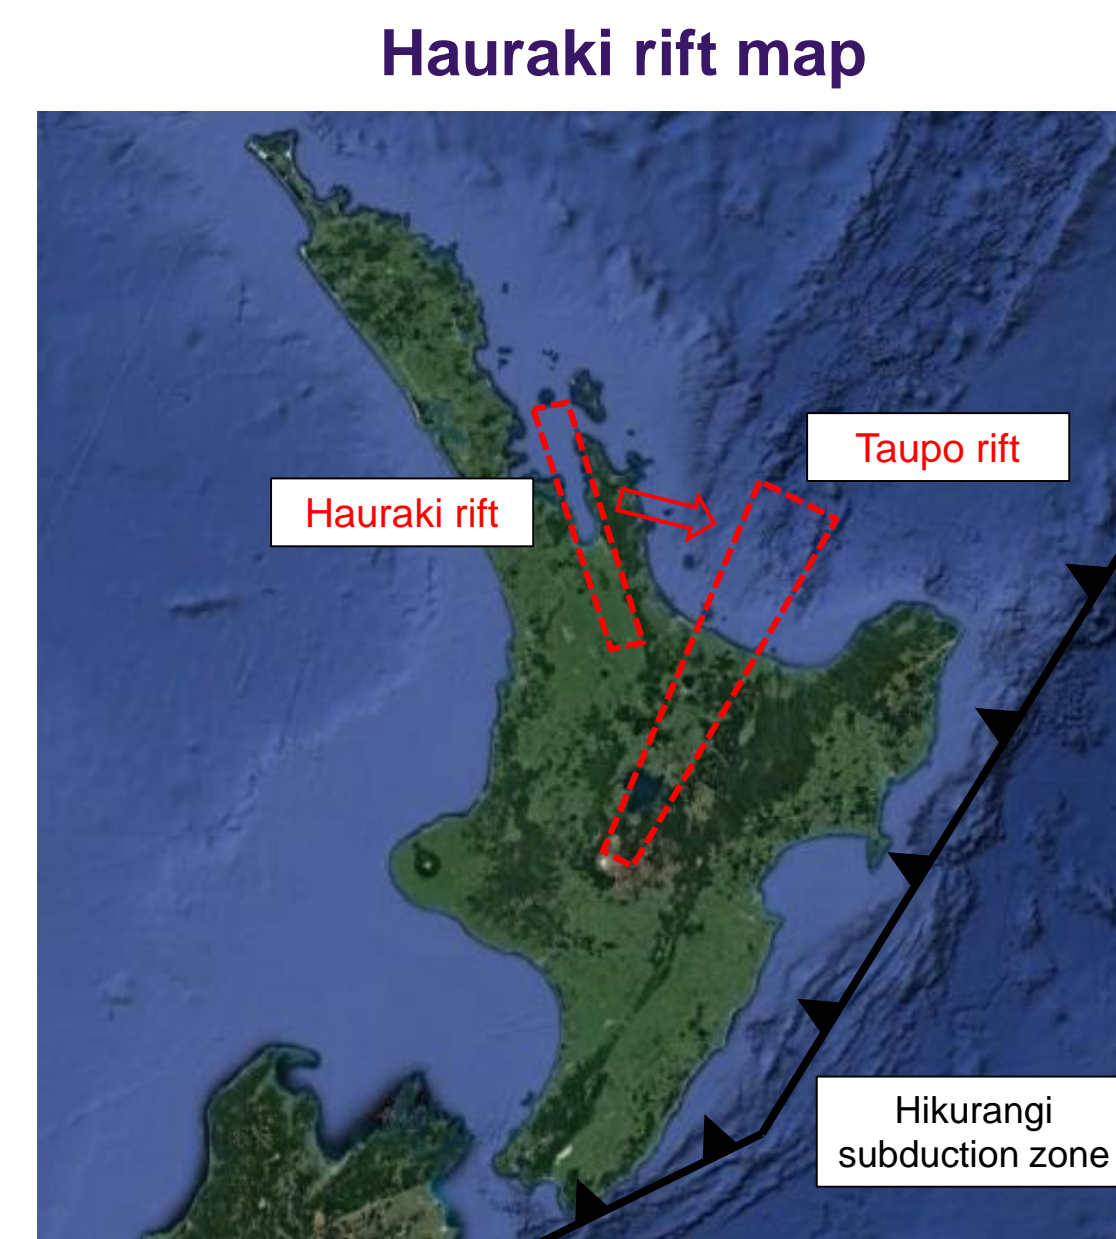 Hauraki rift map
Taupo rift
Hauraki rift
Hikurangi
subduction zone